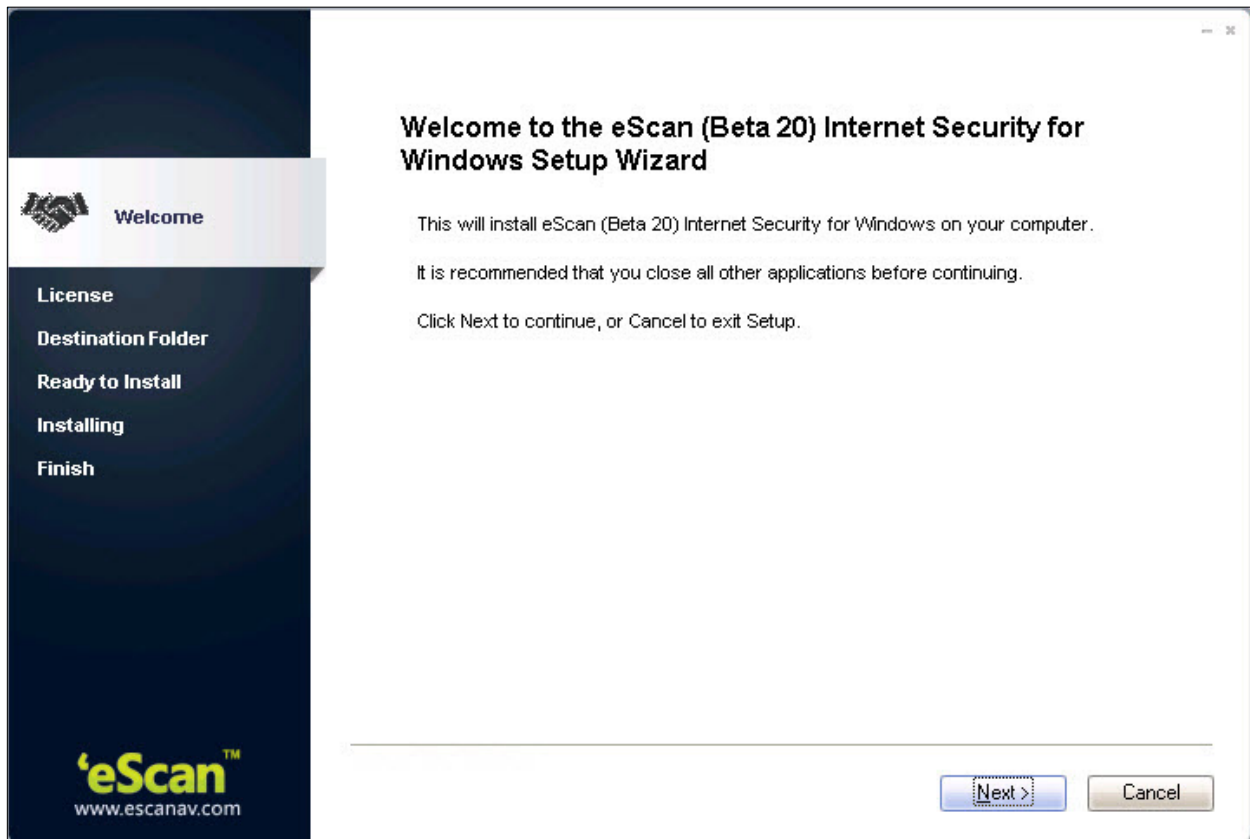 Welcome
License
Destination Folder
Ready to Install
Installing
Finish
'eScan™
www.escanav.com
Welcome to the eScan (Beta 20) Internet Security for
Windows Setup Wizard
This will install eScan (Beta 20) Internet Security for Windows on your computer.
It is recommended that you close all other applications before continuing.
Click Next to continue, or Cancel to exit Setup.
Next >
Cancel